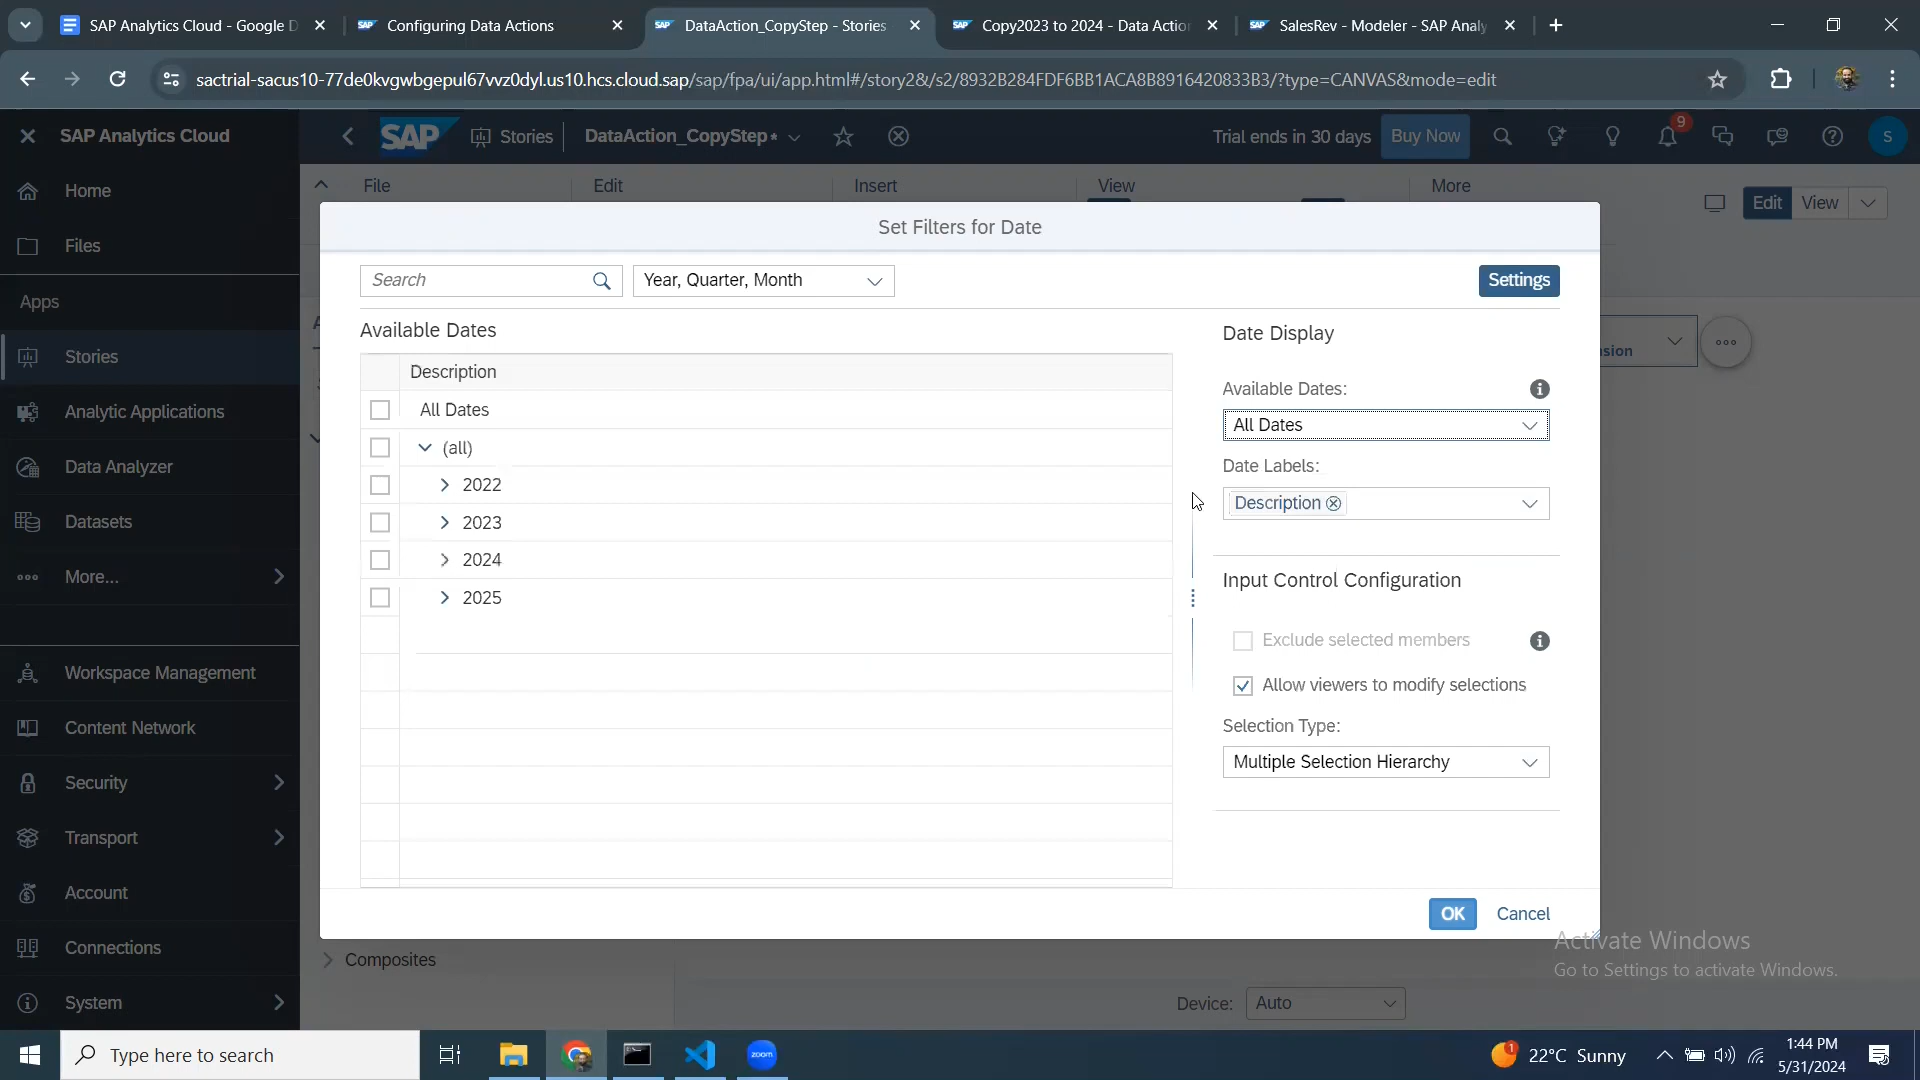 SAP Analytics Cloud - Google D
Configuring Data Actions
DataAction_CopyStep - Stories
Copy2023 to 2024 - Data Action
SalesRev - Modeler - SAP Analy
sactrial-sacus10-77de0kvgwbgepul67vvz0dyl.us10.hcs.cloud.sap/sap/fpa/ui/app.html#/story2&/s2/8932B284FDF6BB1ACA8B8916420833B3/?type=CANVAS&mode=edit
SAP Analytics Cloud
SAP Stories DataAction_CopyStep*
Trial ends in 30 days Buy Now 9 S
File Edit Insert View More
Edit View
Home
Files
Apps
Stories
Analytic Applications
Data Analyzer
Datasets
More...
Workspace Management
Content Network
Security
Transport
Account
Connections
System
Set Filters for Date
Search
Year, Quarter, Month
Settings
Available Dates
Description
All Dates
(all)
2022
2023
2024
2025
Date Display
Available Dates:
All Dates
Date Labels:
Description
Input Control Configuration
Exclude selected members
Allow viewers to modify selections
Selection Type:
Multiple Selection Hierarchy
OK Cancel
Composites
Device: Auto
Activate Windows
Go to Settings to activate Windows.
Type here to search
zoom
1
22°C Sunny
1:44 PM
5/31/2024